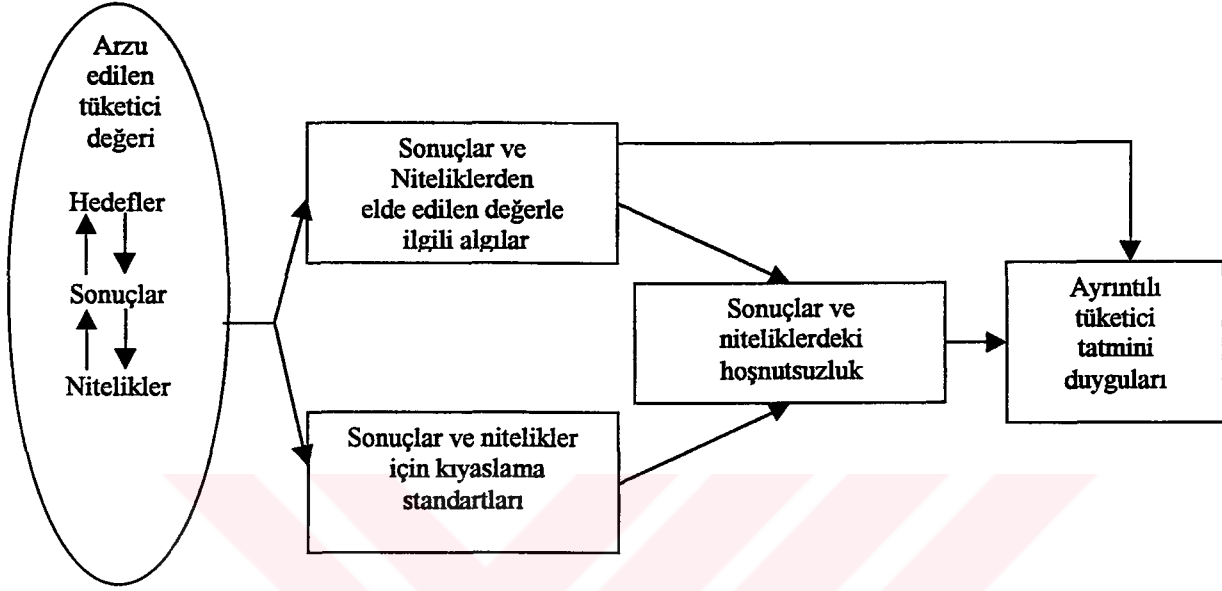 Arzu
edilen
tüketici
değeri
Hedefler
Sonuçlar
Nitelikler
Sonuçlar ve
Niteliklerden
elde edilen değerle
ilgili algılar
Sonuçlar ve nitelikler
için kıyaslama
standartları
Sonuçlar ve
niteliklerdeki
hoşnutsuzluk
Ayrıntılı
tüketici
tatmini
duyguları